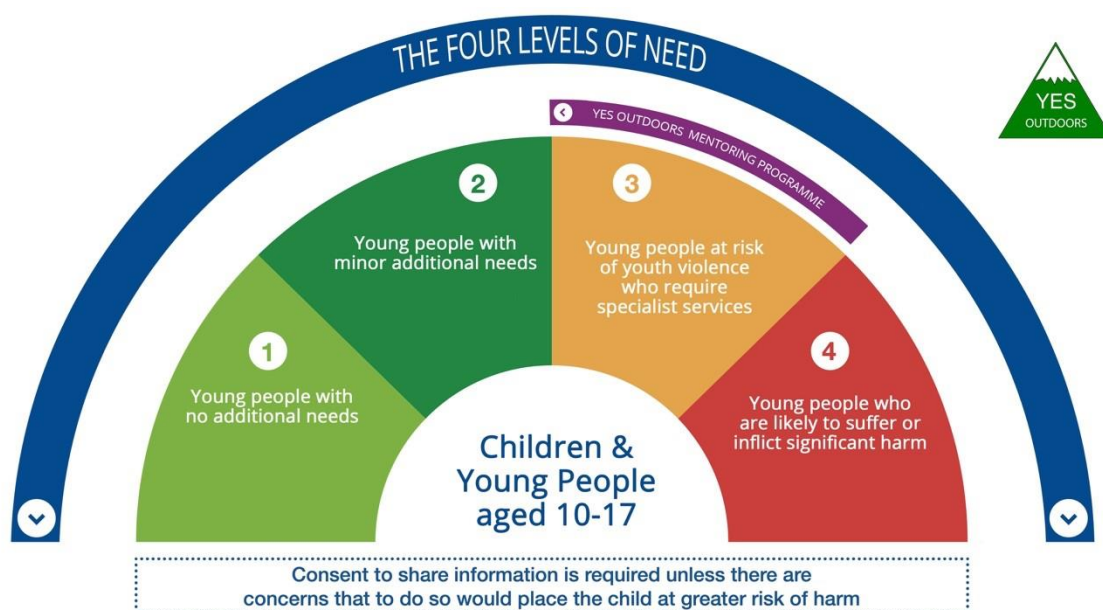 THE FOUR LEVELS OF NEED
YES
OUTDOORS
YES OUTDOORS MENTORING PROGRAMME
1
Young people with
no additional needs
2
Young people with
minor additional needs
3
Young people at risk
of youth violence
who require
specialist services
4
Young people who
are likely to suffer or
inflict significant harm
Children &
Young People
aged 10-17
Consent to share information is required unless there are
concerns that to do so would place the child at greater risk of harm